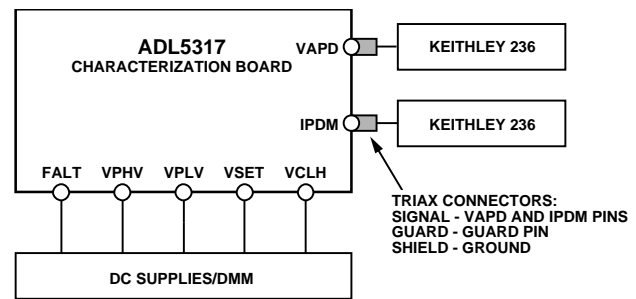 ADL5317
CHARACTERIZATION BOARD
VAPD
KEITHLEY 236
IPDM
KEITHLEY 236
FALT VPHV VPLV VSET VCLH
TRIAX CONNECTORS:
SIGNAL - VAPD AND IPDM PINS
GUARD - GUARD PIN
SHIELD - GROUND
DC SUPPLIES/DMM